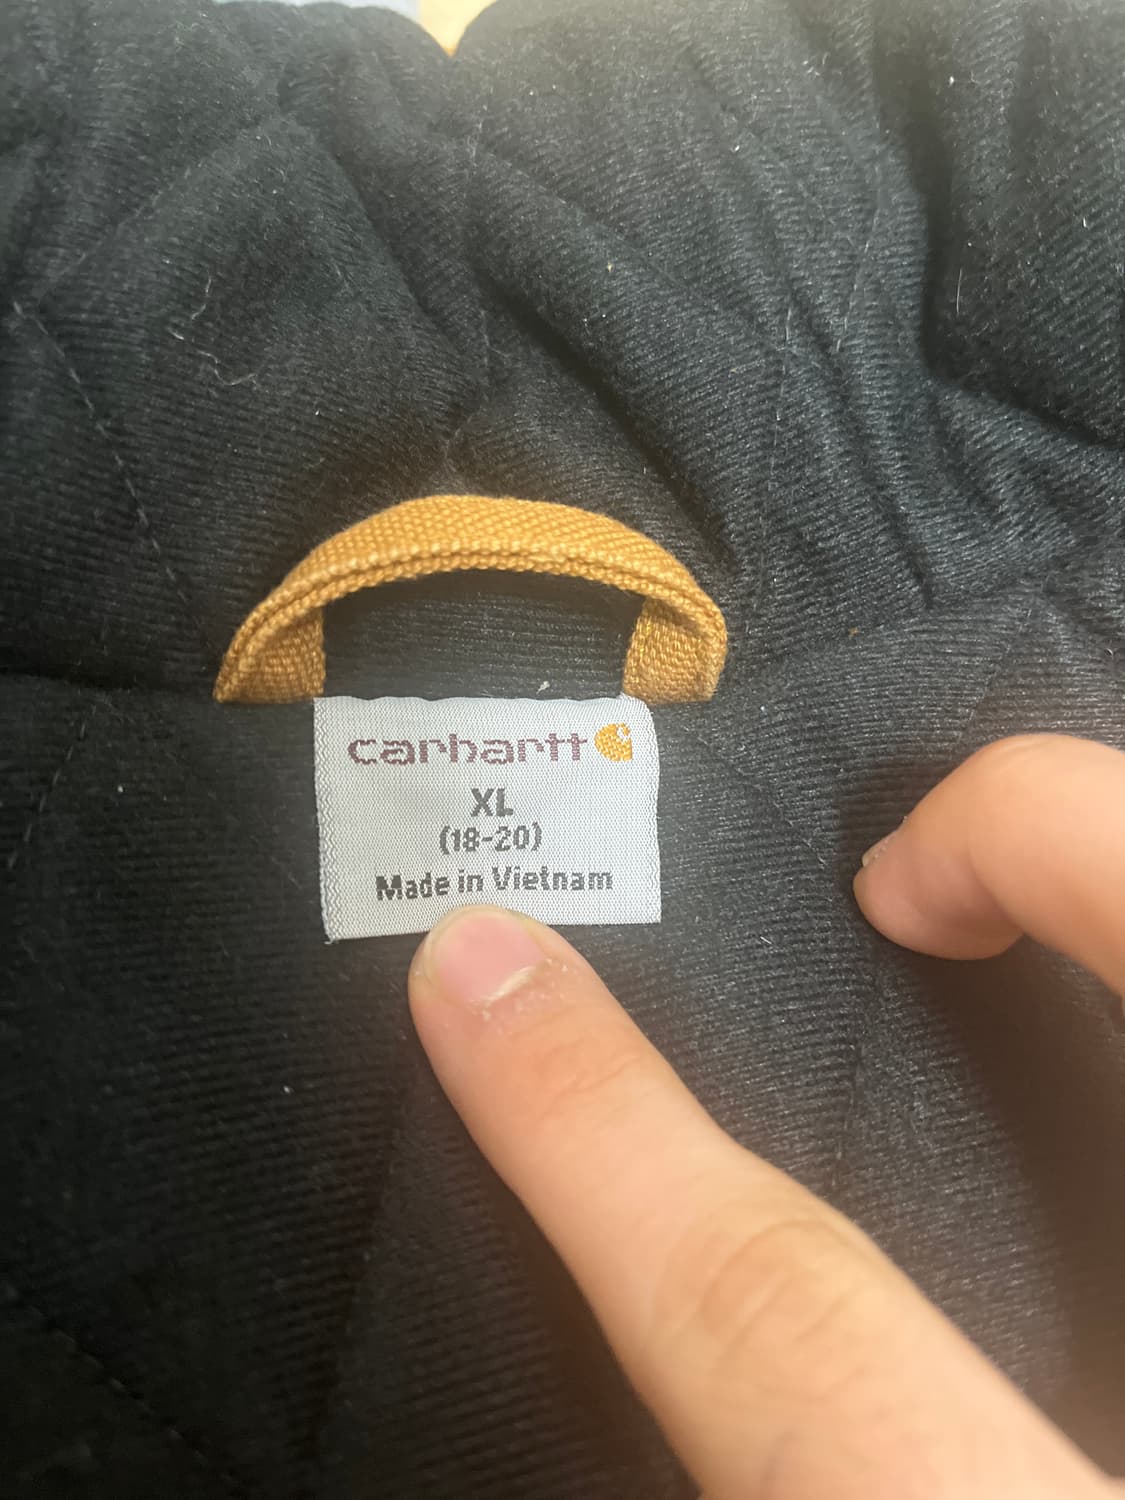 carhartt
XL
(18-20)
Made in Vietnam